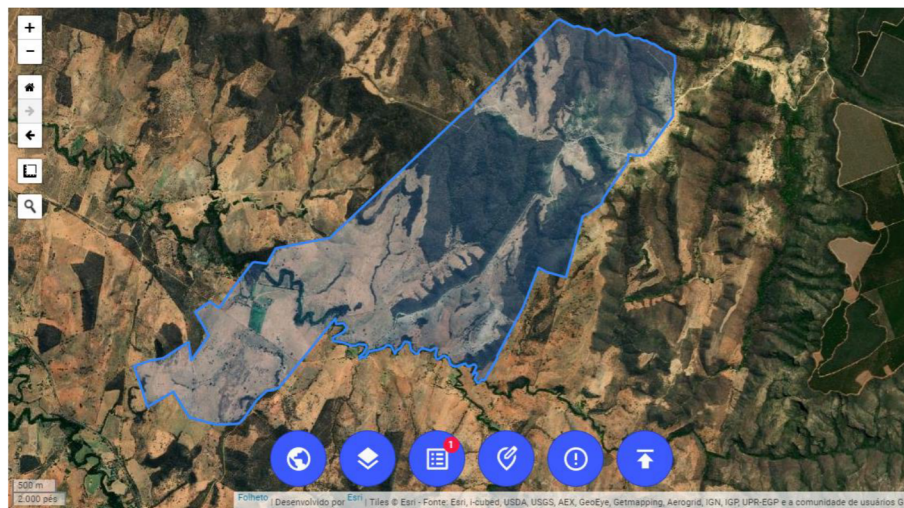 +
−
1
500 m
2.000 pés
Folheto | Desenvolvido por Esri | Tiles © Esri - Fonte: Esri, i-cubed, USDA, USGS, AEX, GeoEye, Getmapping, Aerogrid, IGN, IGP, UPR-EGP e a comunidade de usuários G